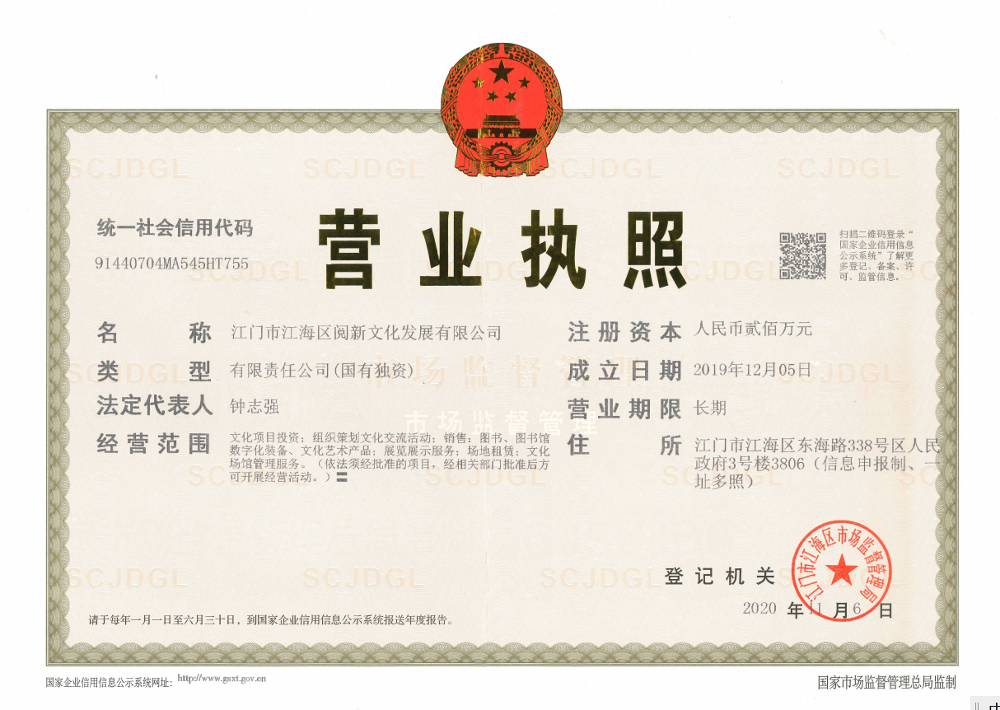 营业执照
统一社会信用代码
91440704MA545HT755
扫描二维码登录“
国家企业信用信息
公示系统”了解更
多登记、备案、许
可、监管信息。
名称 江门市江海区阅新文化发展有限公司
类型 有限责任公司(国有独资)
法定代表人 钟志强
经营范围 文化项目投资；组织策划文化交流活动；销售：图书、图书馆
数字化装备、文化艺术产品；展览展示服务；场地租赁；文化
场馆管理服务。（依法须经批准的项目，经相关部门批准后方
可开展经营活动。）〓
注册资本 人民币贰佰万元
成立日期 2019年12月05日
营业期限 长期
住所 江门市江海区东海路338号区人民
政府3号楼3806（信息申报制、一
址多照）
SCJDGL
市场监督管理
市场监督管理
登记机关
江门市江海区市场监督管理局
2020 年 11 月 6 日
请于每年一月一日至六月三十日，到国家企业信用信息公示系统报送年度报告。
国家企业信用信息公示系统网址：http://www.gsxt.gov.cn
国家市场监督管理总局监制